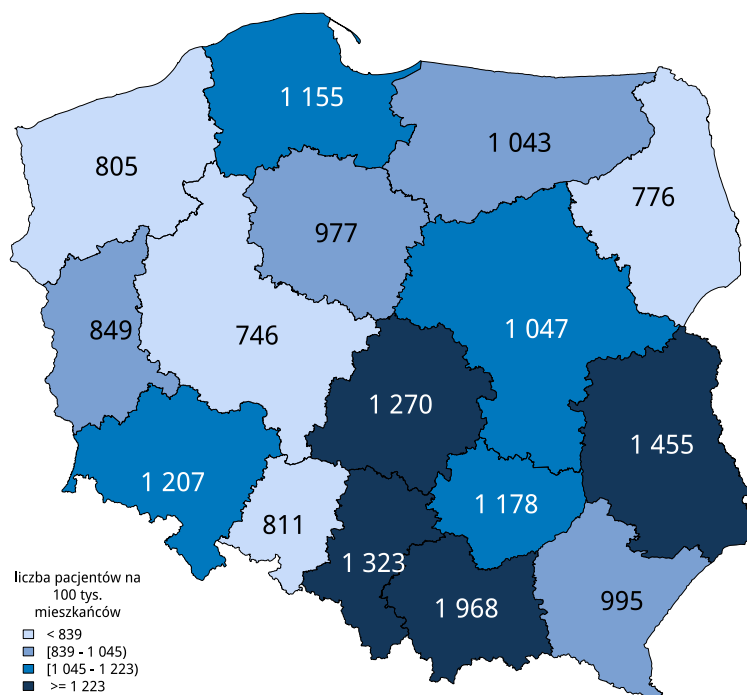 1 155
1 043
805
776
977
1 047
849
746
1 270
1 455
1 207
1 178
811
1 323
995
1 968
liczba pacjentów na
100 tys.
mieszkańców
< 839
[839 - 1 045)
[1 045 - 1 223)
>= 1 223